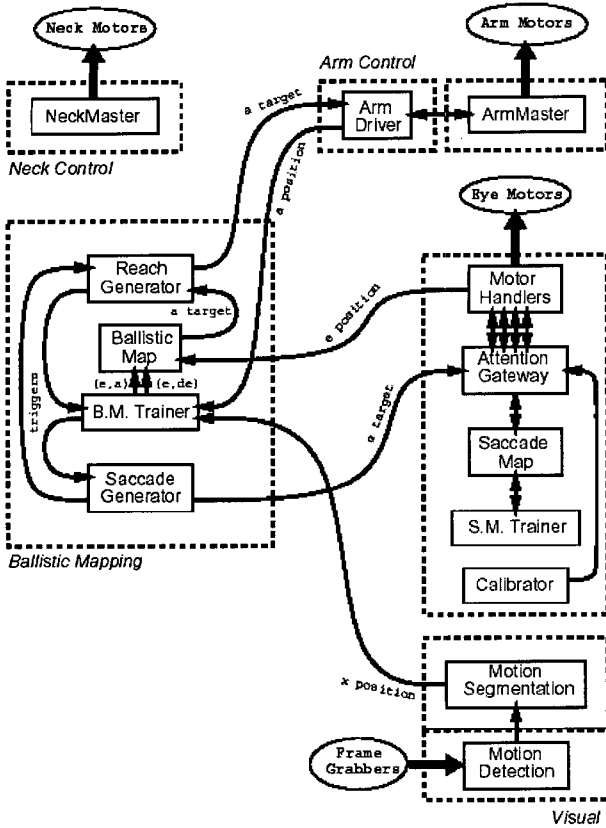 Neck Motors
Arm Motors
Arm Control
NeckMaster
a target
Arm
Driver
ArmMaster
Neck Control
a position
Eye Motors
Reach
Generator
Motor
Handlers
a target
e position
Ballistic
Map
Attention
Gateway
(e,a)
(e,de)
triggers
B.M. Trainer
e target
Saccade
Map
Saccade
Generator
S.M. Trainer
Ballistic Mapping
Calibrator
x position
Motion
Segmentation
Frame
Grabbers
Motion
Detection
Visual